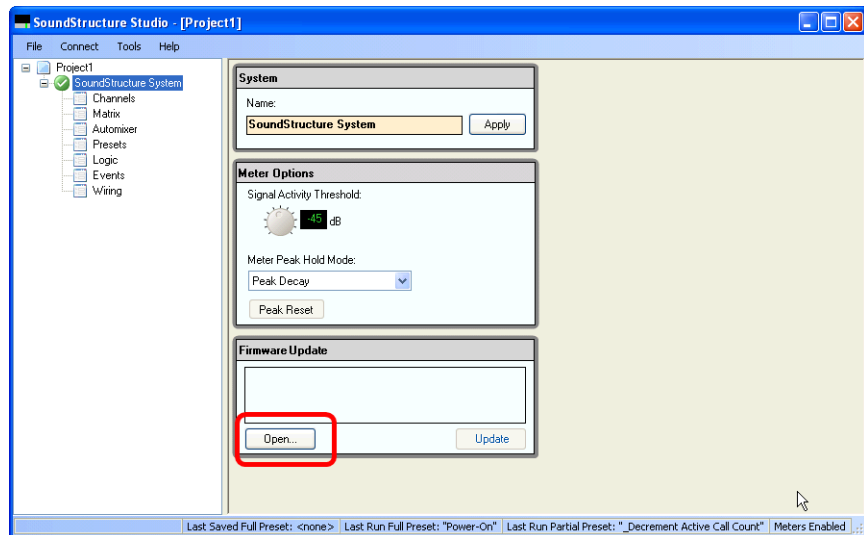 SoundStructure Studio - [Project1]
File Connect Tools Help
Project1
SoundStructure System
Channels
Matrix
Automixer
Presets
Logic
Events
Wiring
System
Name:
SoundStructure System Apply
Meter Options
Signal Activity Threshold:
-45 dB
Meter Peak Hold Mode:
Peak Decay
Peak Reset
Firmware Update
Open... Update
Last Saved Full Preset: <none> Last Run Full Preset: "Power-On" Last Run Partial Preset: "_Decrement Active Call Count" Meters Enabled